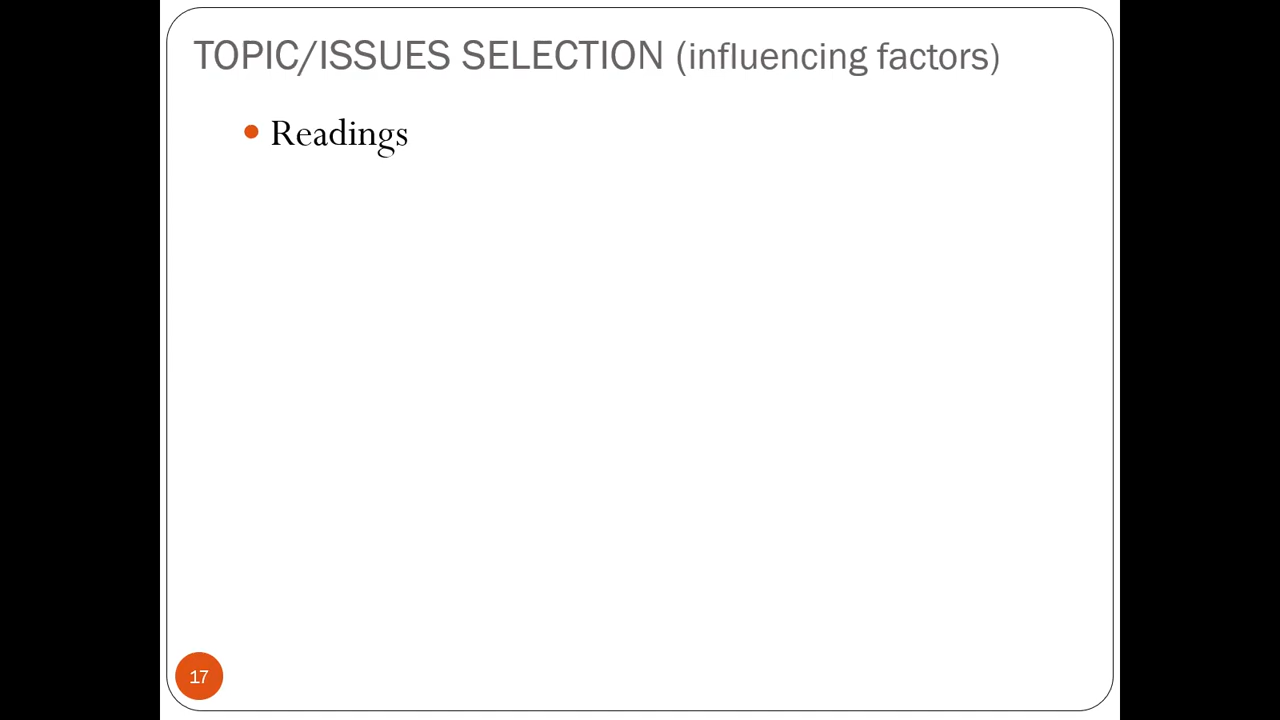 TOPIC/ISSUES SELECTION (influencing factors)
• Readings
17